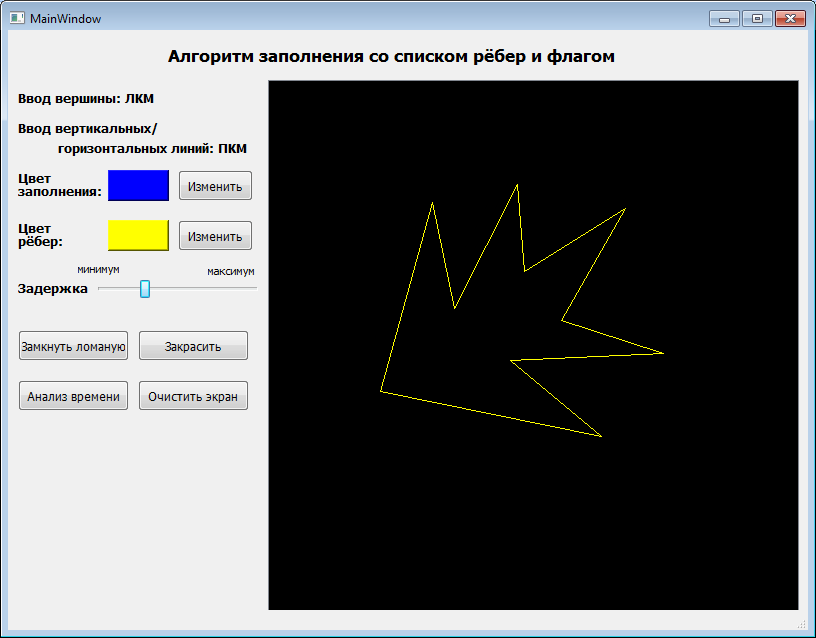 MainWindow
Алгоритм заполнения со списком рёбер и флагом
Ввод вершины: ЛКМ
Ввод вертикальных/
горизонтальных линий: ПКМ
Цвет
заполнения:
Изменить
Цвет
рёбер:
Изменить
минимум
максимум
Задержка
Замкнуть ломаную
Закрасить
Анализ времени
Очистить экран